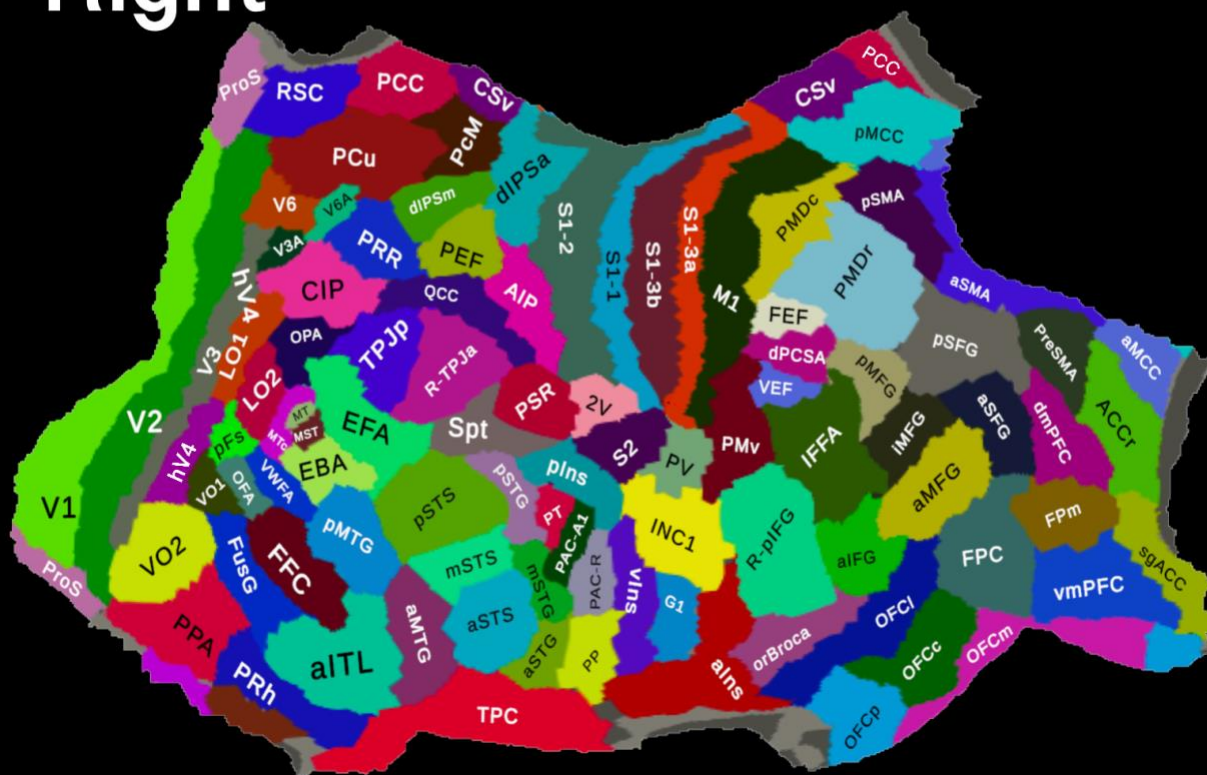 Right
ProS
RSC
PCC
CSv
PCu
PcM
dIPSa
V6
V6A
dIPSm
V3A
PRR
PEF
CIP
QCC
AIP
hV4
V3
LO1
OPA
TPJp
R-TPJa
LO2
PSR
2V
V2
MT
MTc
MST
EFA
Spt
S2
PV
pFs
hV4
EBA
VO1
OFA
VWFA
V1
pSTS
pSTG
pIns
PT
PAC-A1
INC1
VO2
FusG
FFC
pMTG
mSTS
mSTG
PAC-R
vIns
G1
ProS
PPA
aMTG
aSTS
aSTG
PP
aITL
PRh
TPC
aIns
S1-2
S1-1
S1-3b
S1-3a
M1
CSv
PCC
pMCC
PMDc
pSMA
PMDr
aSMA
FEF
dPCSA
VEF
pMFG
pSFG
PreSMA
aMCC
PMv
IFFA
iMFG
aSFG
dmPFC
ACCr
aMFG
R-pIFG
aIFG
FPC
FPm
sgACC
vmPFC
orBroca
OFCl
OFCc
OFCm
OFCp